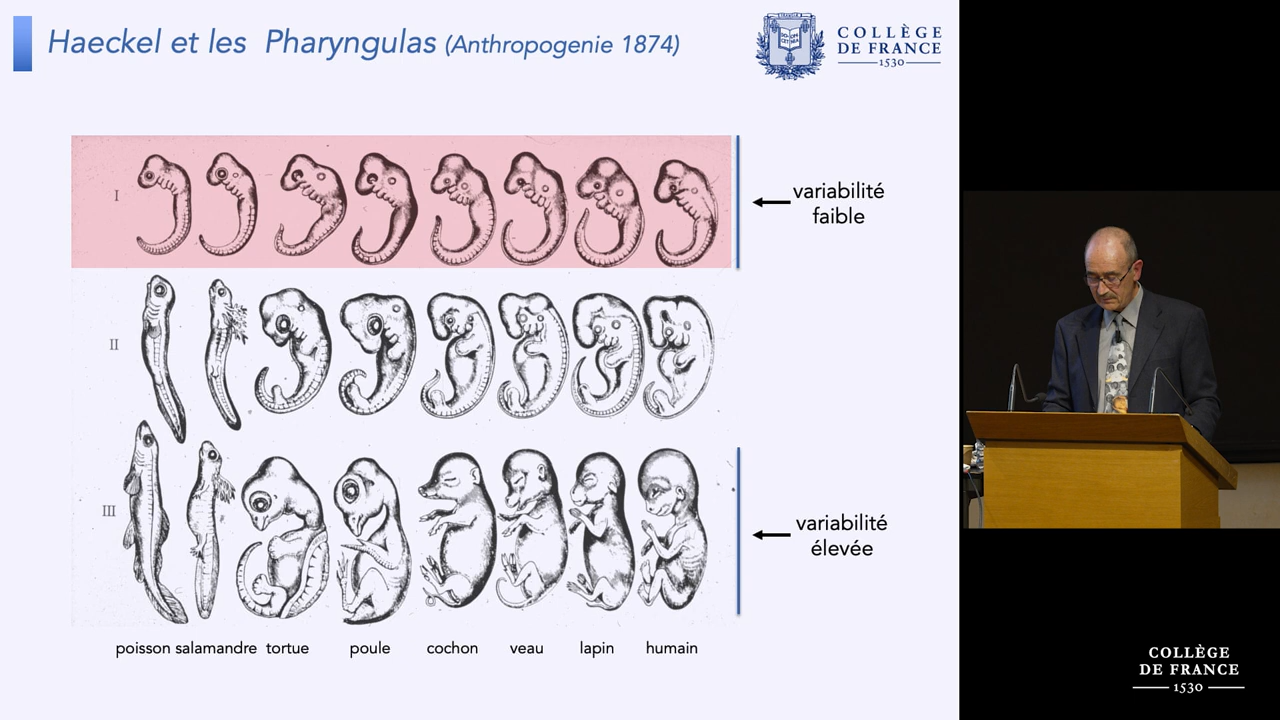 Haeckel et les Pharyngulas (Anthropogenie 1874)
COLLÈGE
DE FRANCE
1530
I
variabilité
faible
II
III
variabilité
élevée
poisson salamandre tortue poule cochon veau lapin humain
COLLÈGE
DE FRANCE
1530